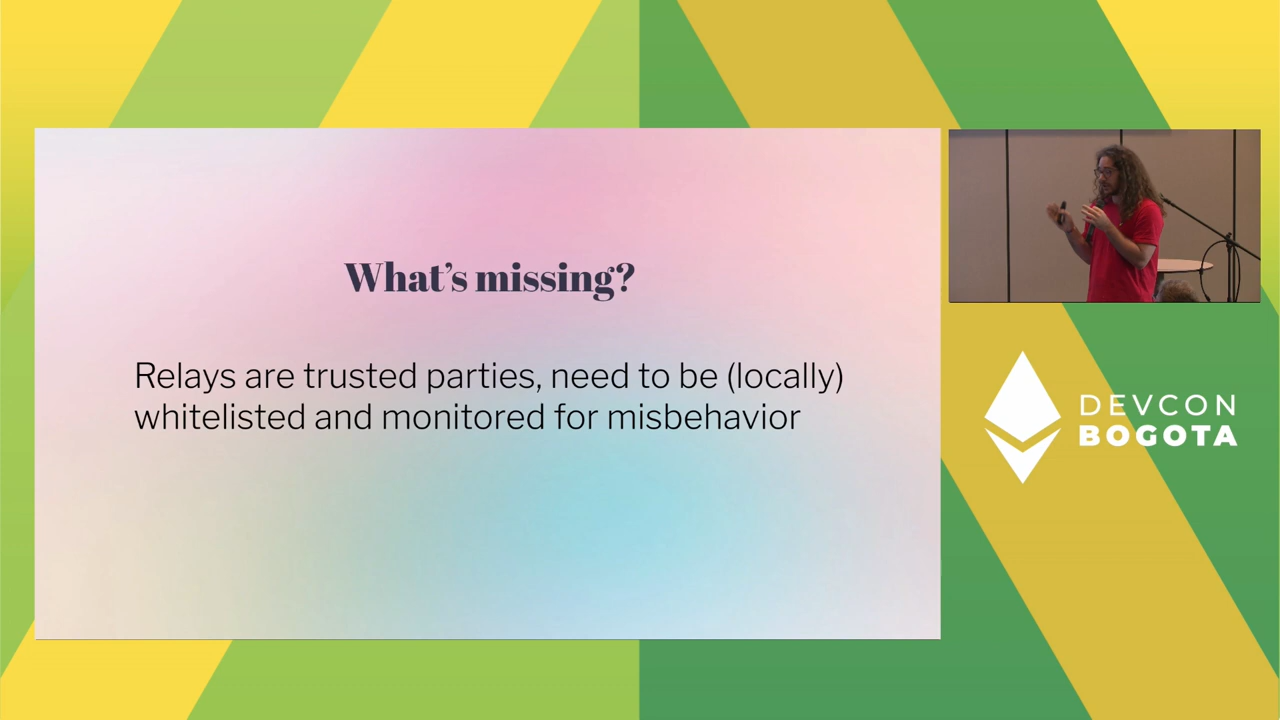 What's missing?
Relays are trusted parties, need to be (locally)
whitelisted and monitored for misbehavior
DEVCON
BOGOTA